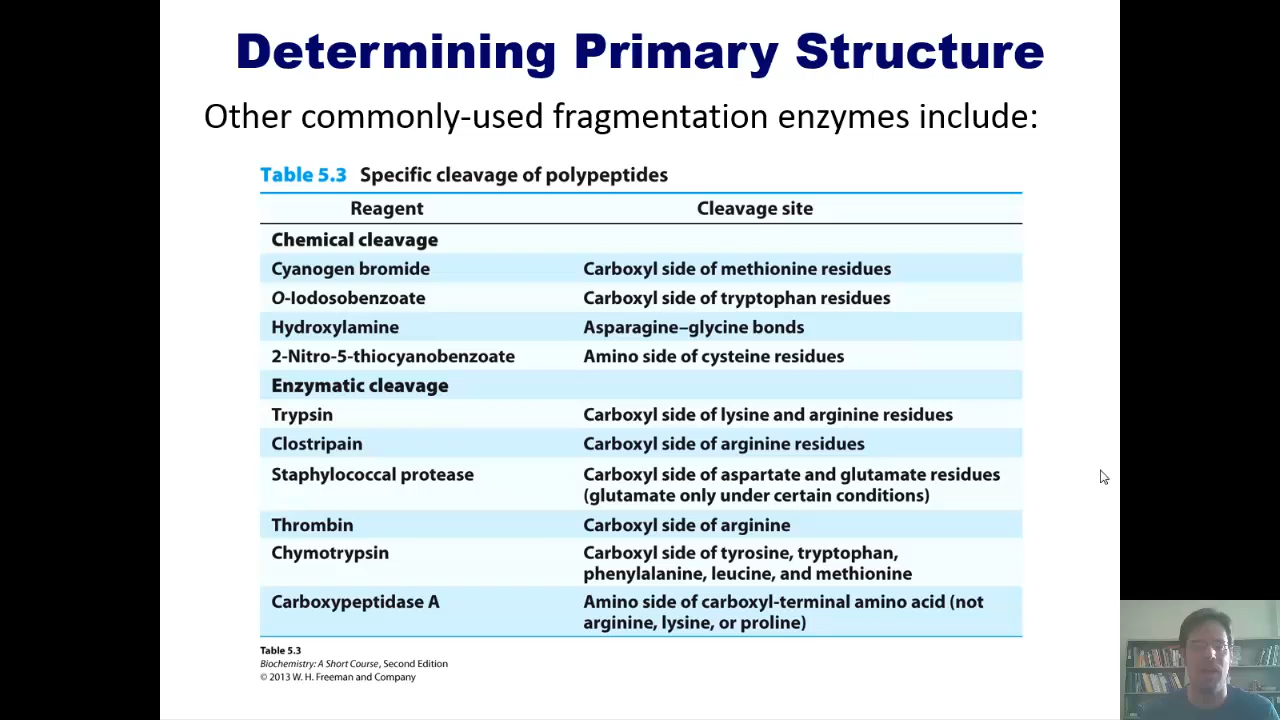 Determining Primary Structure
Other commonly-used fragmentation enzymes include:
Table 5.3 Specific cleavage of polypeptides
Reagent Cleavage site
Chemical cleavage
Cyanogen bromide Carboxyl side of methionine residues
O-Iodosobenzoate Carboxyl side of tryptophan residues
Hydroxylamine Asparagine–glycine bonds
2-Nitro-5-thiocyanobenzoate Amino side of cysteine residues
Enzymatic cleavage
Trypsin Carboxyl side of lysine and arginine residues
Clostripain Carboxyl side of arginine residues
Staphylococcal protease Carboxyl side of aspartate and glutamate residues
(glutamate only under certain conditions)
Thrombin Carboxyl side of arginine
Chymotrypsin Carboxyl side of tyrosine, tryptophan,
phenylalanine, leucine, and methionine
Carboxypeptidase A Amino side of carboxyl-terminal amino acid (not
arginine, lysine, or proline)
Table 5.3
Biochemistry: A Short Course, Second Edition
© 2013 W. H. Freeman and Company